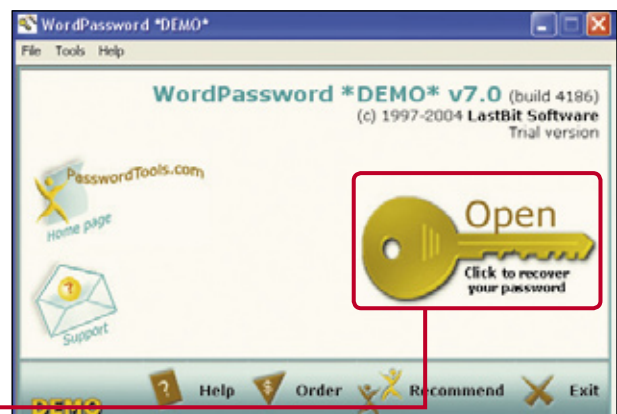 WordPassword *DEMO*
File Tools Help
WordPassword *DEMO* v7.0 (build 4186)
(c) 1997-2004 LastBit Software
Trial version
PasswordTools.com
Home page
Open
Click to recover
your password
?
Support
? Help $ Order Recommend Exit
DEMO